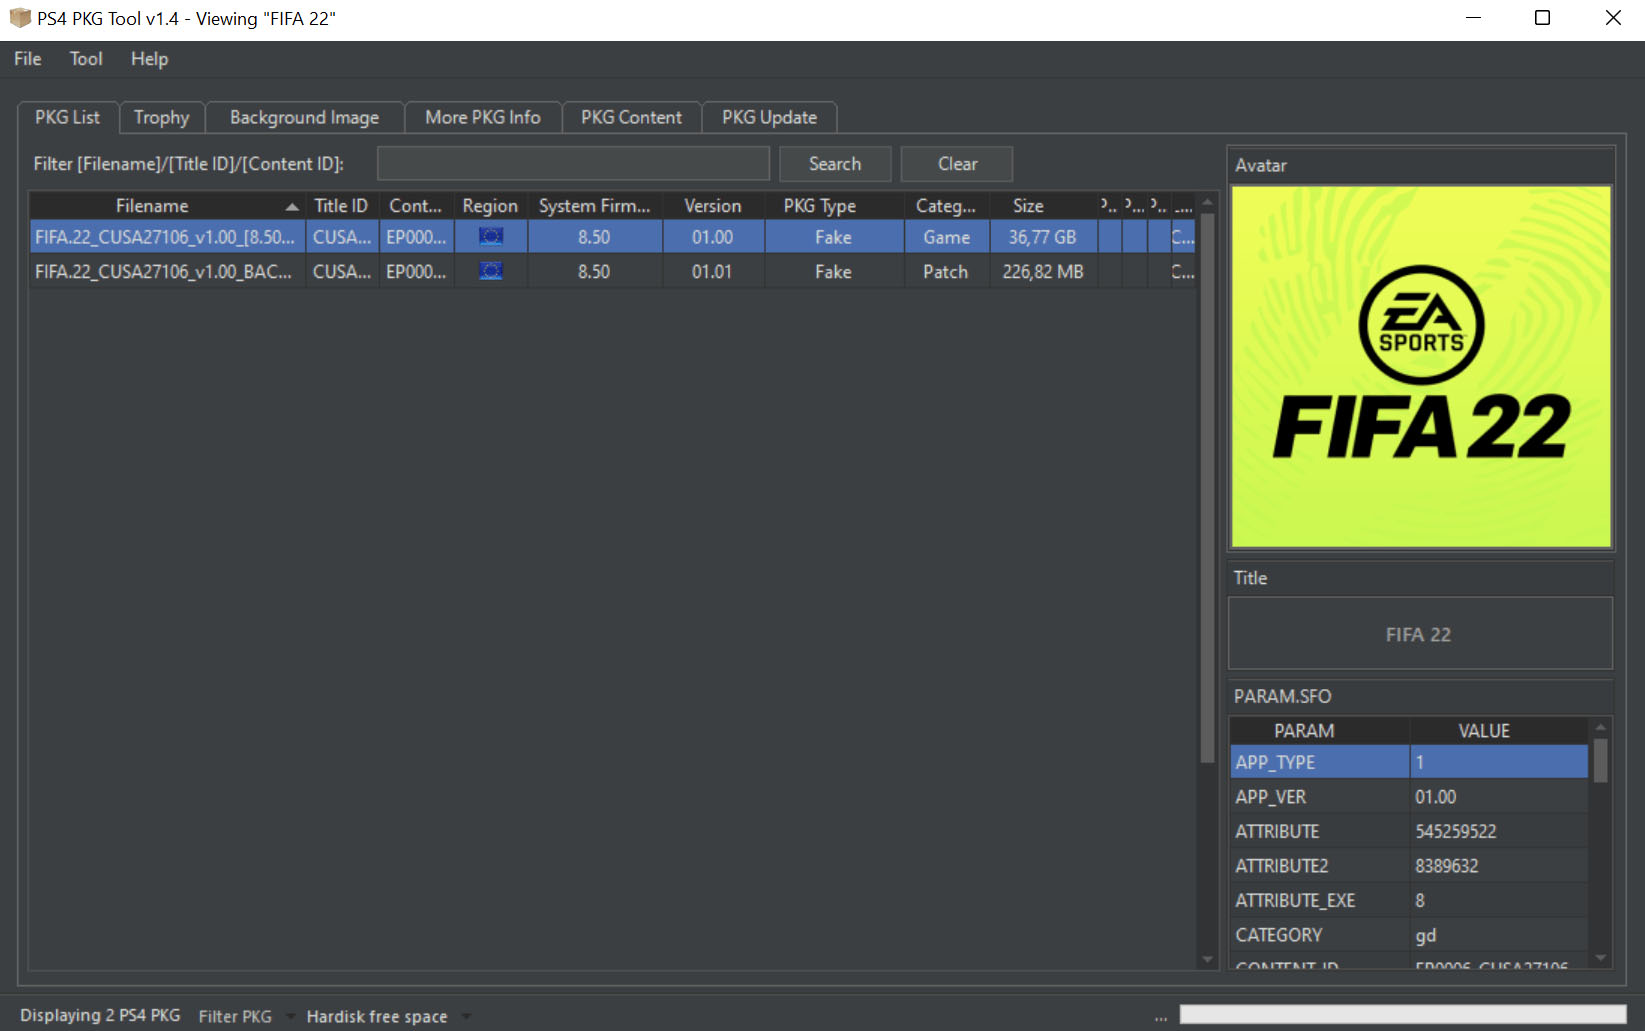 PS4 PKG Tool v1.4 - Viewing "FIFA 22"
File Tool Help
PKG List Trophy Background Image More PKG Info PKG Content PKG Update
Filter [Filename]/[Title ID]/[Content ID]: Search Clear
Filename Title ID Cont... Region System Firm... Version PKG Type Categ... Size P... P... P... ...
FIFA.22_CUSA27106_v1.00_[8.50... CUSA... EP000... 8.50 01.00 Fake Game 36,77 GB C...
FIFA.22_CUSA27106_v1.00_BAC... CUSA... EP000... 8.50 01.01 Fake Patch 226,82 MB C...
Avatar
EA
SPORTS
FIFA 22
Title
FIFA 22
PARAM.SFO
PARAM VALUE
APP_TYPE 1
APP_VER 01.00
ATTRIBUTE 545259522
ATTRIBUTE2 8389632
ATTRIBUTE_EXE 8
CATEGORY gd
CONTENT_ID EP0006-CUSA27106
Displaying 2 PS4 PKG Filter PKG Hardisk free space ...